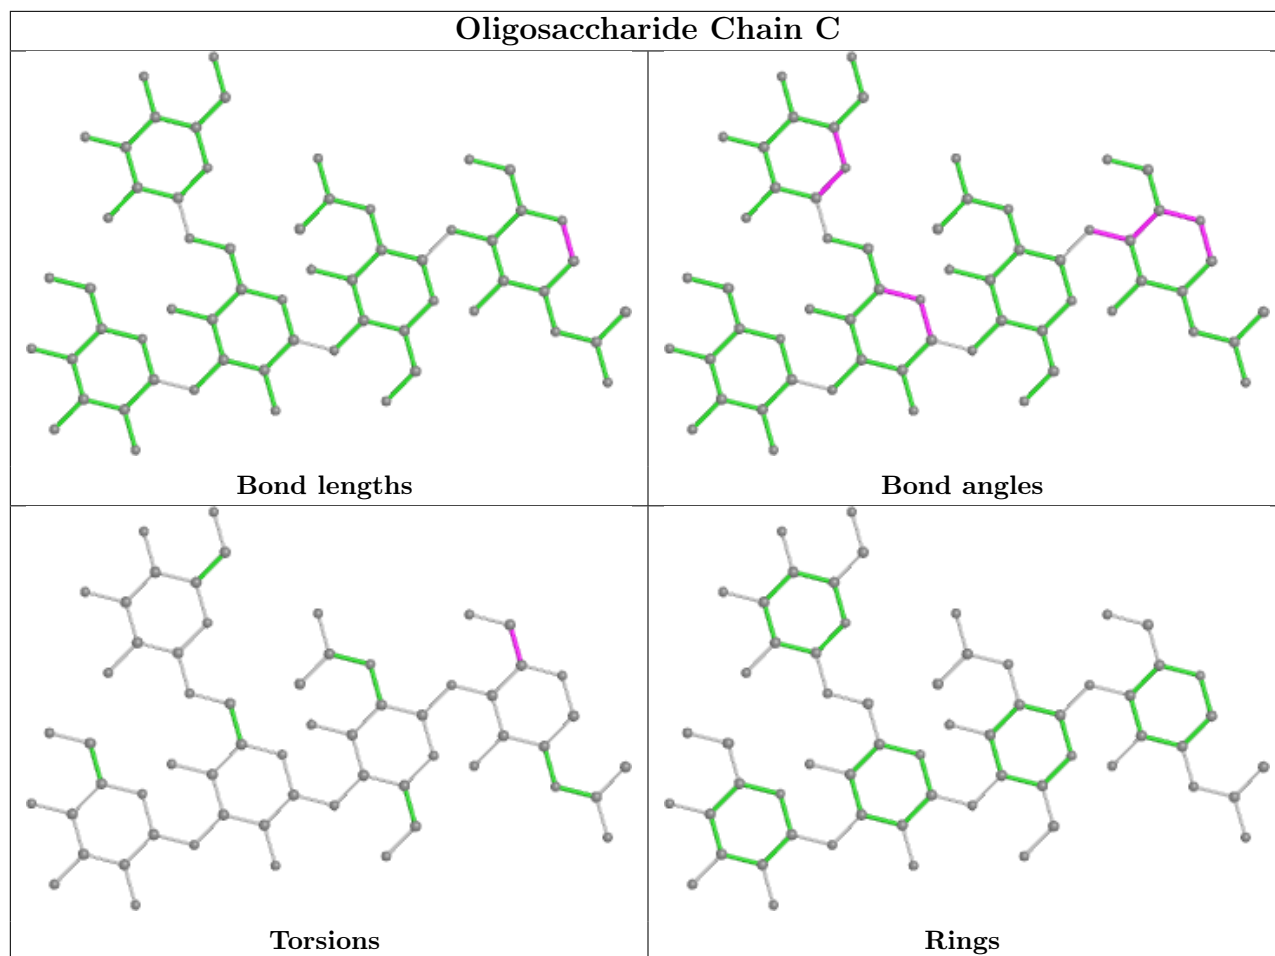 Oligosaccharide Chain C
Bond lengths
Bond angles
Torsions
Rings